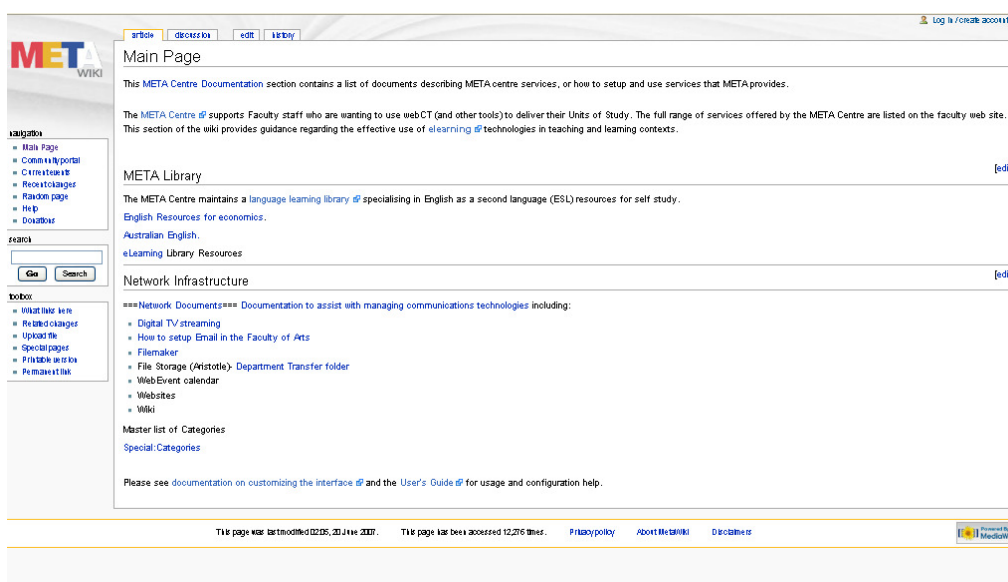 Log in / create account
article discussion edit history
META
WIKI
Main Page
This META Centre Documentation section contains a list of documents describing META centre services, or how to setup and use services that META provides.
The META Centre supports Faculty staff who are wanting to use webCT (and other tools) to deliver their Units of Study. The full range of services offered by the META Centre are listed on the faculty web site.
This section of the wiki provides guidance regarding the effective use of elearning technologies in teaching and learning contexts.
navigation
Main Page
Community portal
Current events
Recent changes
Random page
Help
Donations
search
Go Search
toolbox
What links here
Related changes
Upload file
Special pages
Printable version
Permanent link
META Library
[edi
The META Centre maintains a language learning library specialising in English as a second language (ESL) resources for self study.
English Resources for economics.
Australian English.
eLearning Library Resources
Network Infrastructure
[edi
===Network Documents=== Documentation to assist with managing communications technologies including:
Digital TV streaming
How to setup Email in the Faculty of Arts
Filemaker
File Storage (Aristotle)- Department Transfer folder
WebEvent calendar
Websites
Wiki
Master list of Categories
Special:Categories
Please see documentation on customizing the interface and the User's Guide for usage and configuration help.
This page was last modified 02:05, 20 June 2007. This page has been accessed 12,276 times. Privacy policy About MetaWiki Disclaimers
Powered By
MediaW